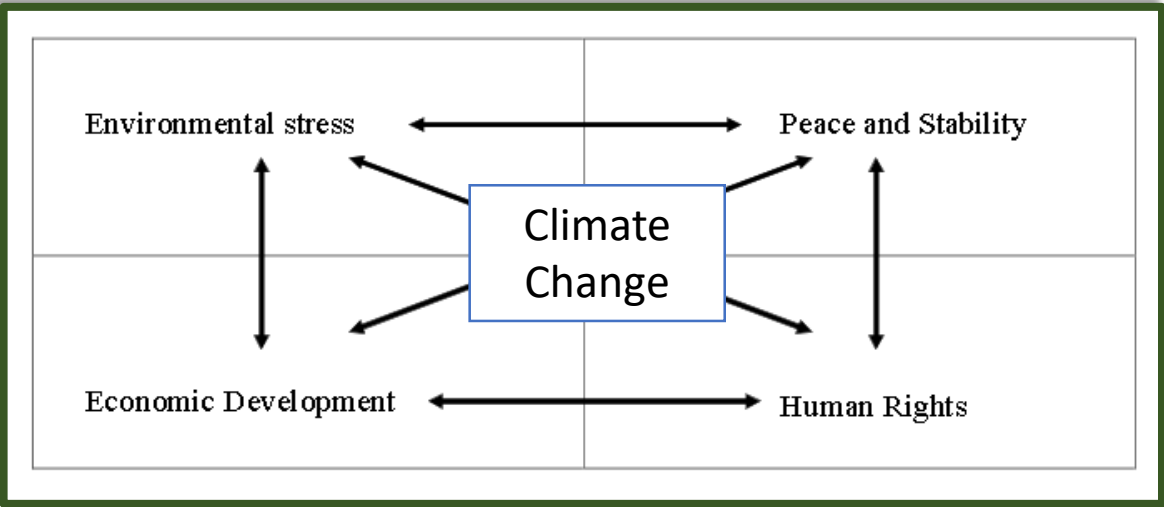 Environmental stress
Peace and Stability
Climate
Change
Economic Development
Human Rights